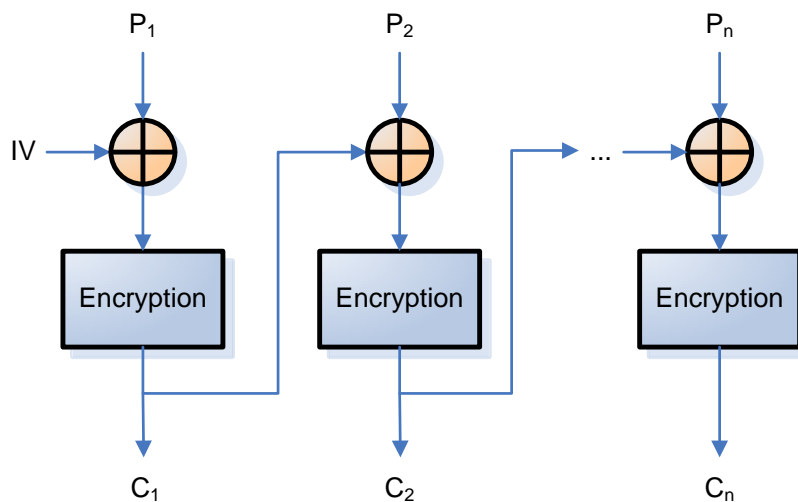 P₁ P₂ Pₙ
IV ...
Encryption Encryption Encryption
C₁ C₂ Cₙ